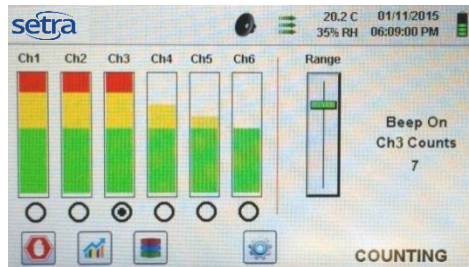 setra
20.2 C 01/11/2015
35% RH 06:09:00 PM
Ch1 Ch2 Ch3 Ch4 Ch5 Ch6 Range
Beep On
Ch3 Counts
7
COUNTING